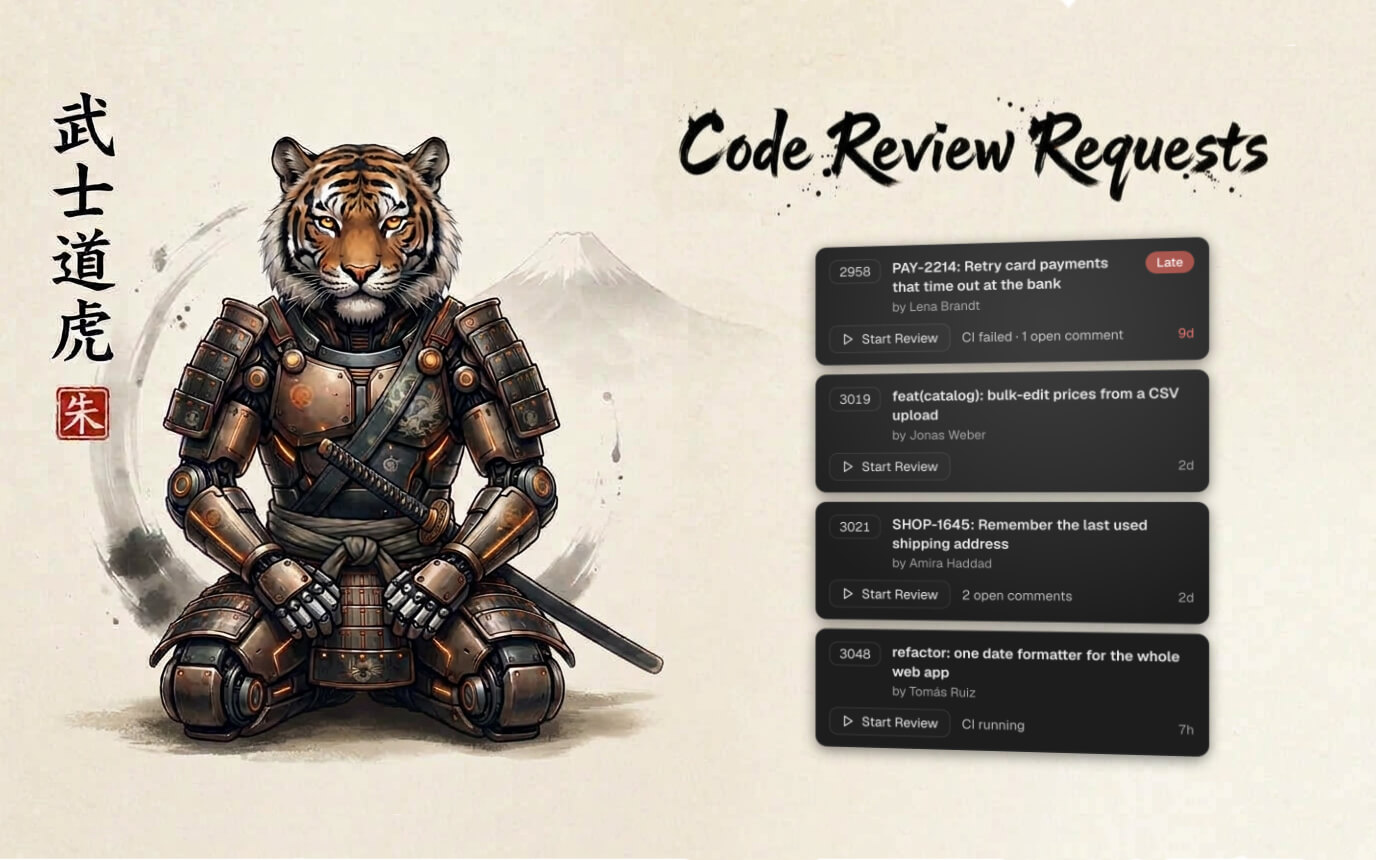 武士道虎
朱
Code Review Requests
2958
PAY-2214: Retry card payments
that time out at the bank
Late
by Lena Brandt
Start Review
CI failed · 1 open comment
9d
3019
feat(catalog): bulk-edit prices from a CSV
upload
by Jonas Weber
Start Review
2d
3021
SHOP-1645: Remember the last used
shipping address
by Amira Haddad
Start Review
2 open comments
2d
3048
refactor: one date formatter for the whole
web app
by Tomás Ruiz
Start Review
CI running
7h